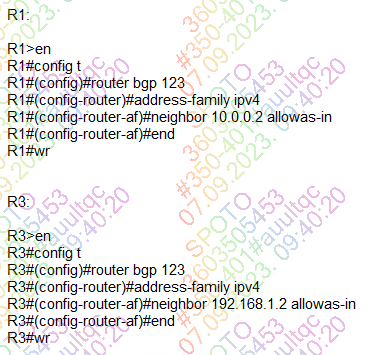 R1:
R1>en
R1#config t
R1#(config)#router bgp 123
R1#(config-router)#address-family ipv4
R1#(config-router-af)#neighbor 10.0.0.2 allowas-in
R1#(config-router-af)#end
R1#wr
R3:
R3>en
R3#config t
R3#(config)#router bgp 123
R3#(config-router)#address-family ipv4
R3#(config-router-af)#neighbor 192.168.1.2 allowas-in
R3#(config-router-af)#end
R3#wr